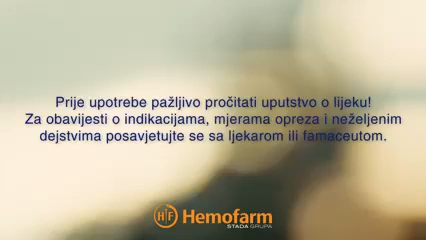 Prije upotrebe pažljivo pročitati uputstvo o lijeku!
Za obavijesti o indikacijama, mjerama opreza i neželjenim
dejstvima posavjetujte se sa ljekarom ili famaceutom.
HF Hemofarm
STADA GRUPA